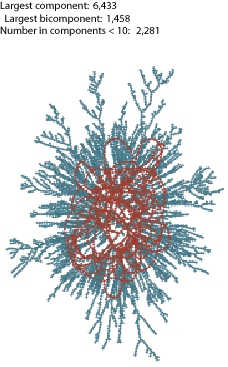 Largest component: 6,433
Largest bicomponent: 1,458
Number in components < 10: 2,281